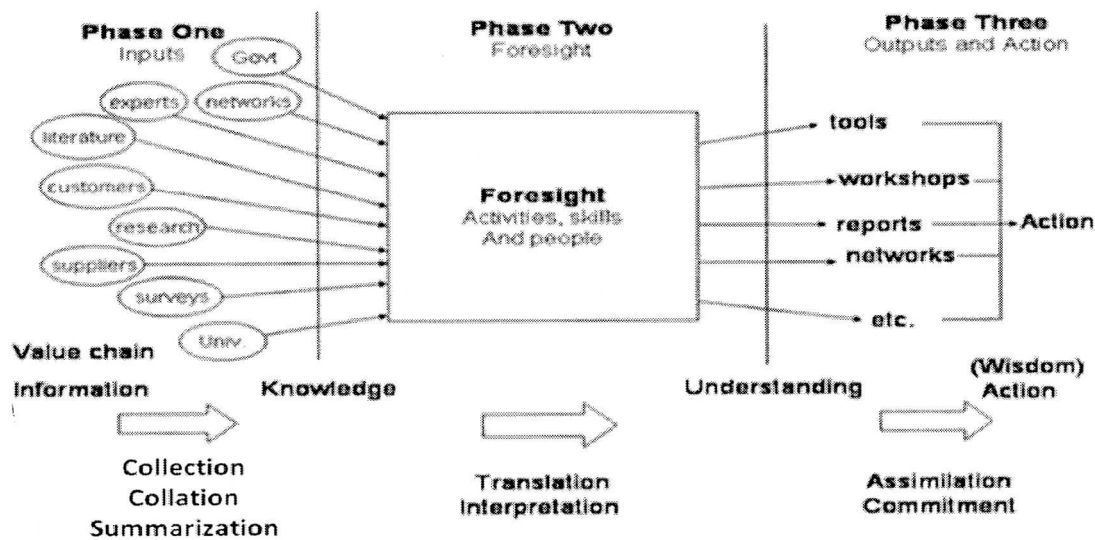 Phase One
Inputs
Phase Two
Foresight
Phase Three
Outputs and Action
Govt
experts
networks
literature
customers
research
suppliers
surveys
Univ.
Foresight
Activities, skills
And people
tools
workshops
reports
networks
etc.
Action
Value chain
Information
Knowledge
Understanding
(Wisdom)
Action
Collection
Collation
Summarization
Translation
Interpretation
Assimilation
Commitment